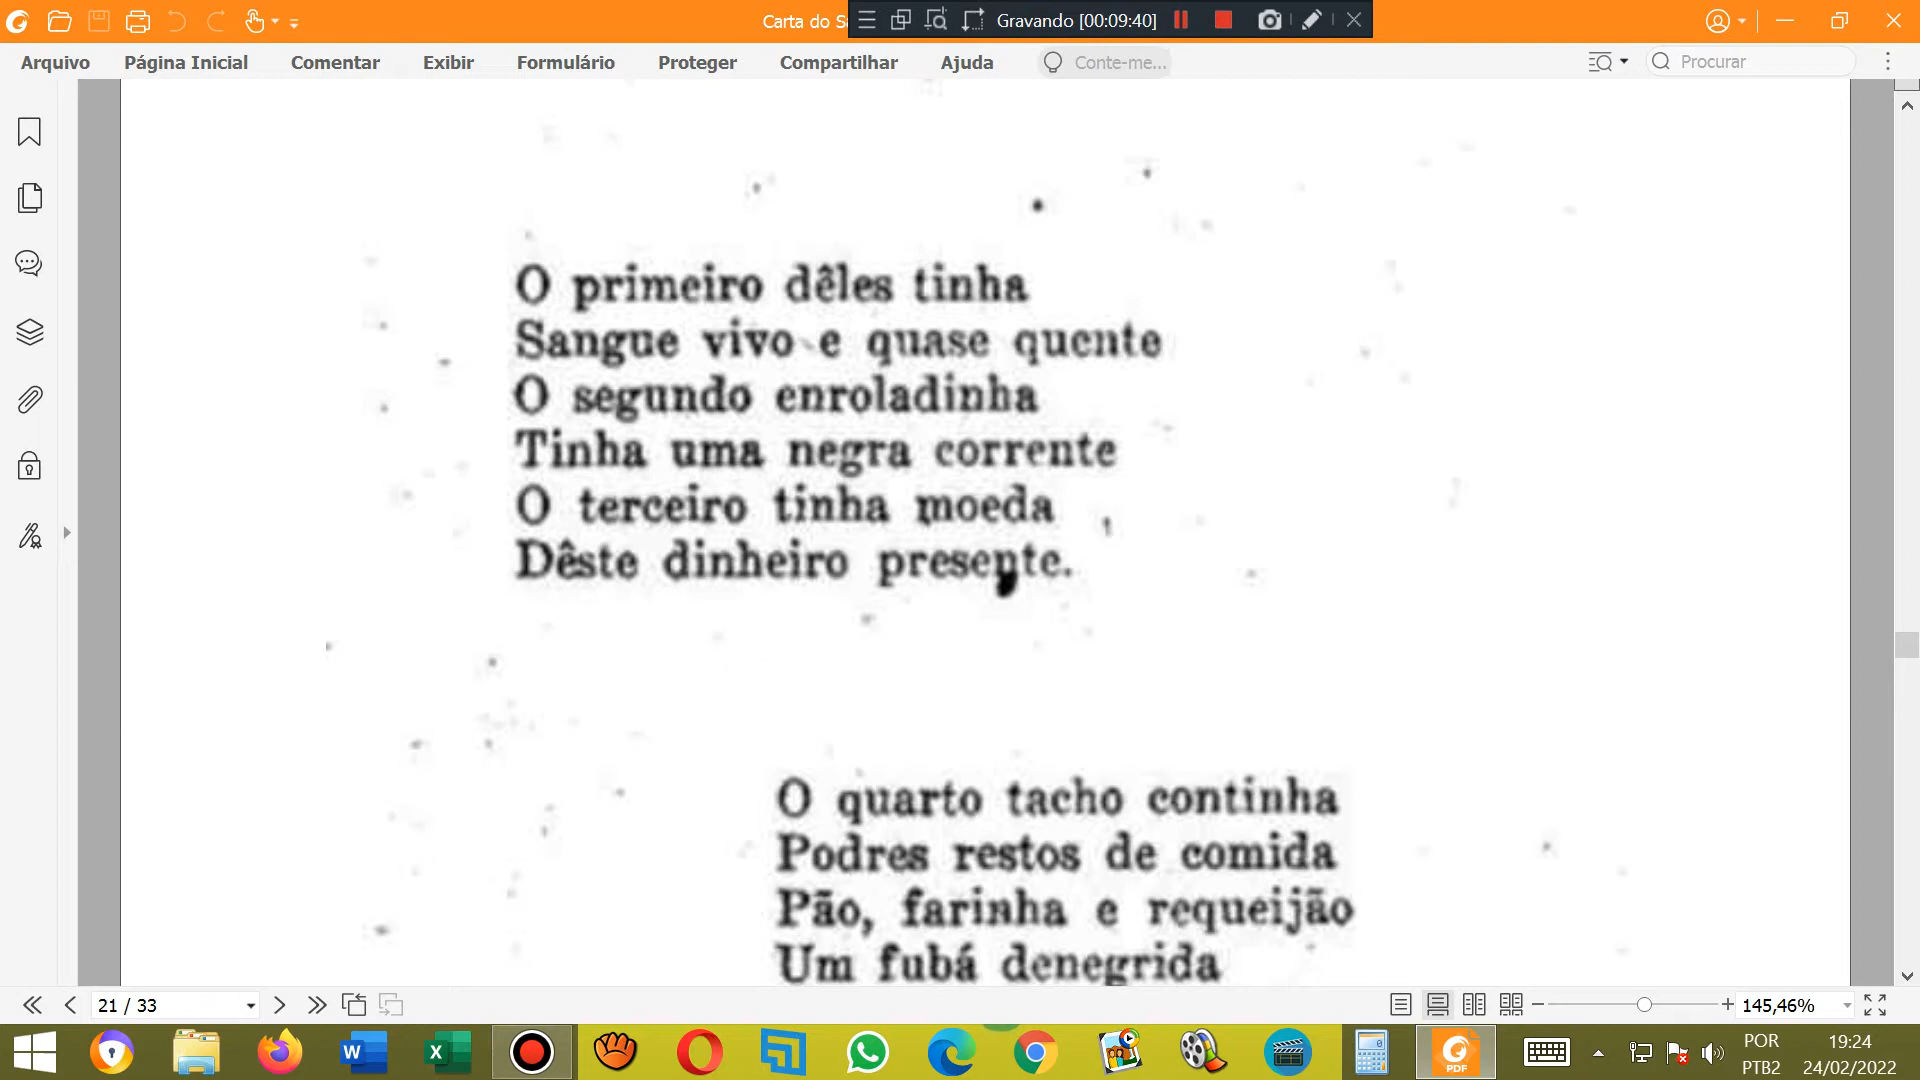 Carta do Sa
Gravando [00:09:40]
Arquivo Página Inicial Comentar Exibir Formulário Proteger Compartilhar Ajuda Conte-me... Procurar
O primeiro dêles tinha
Sangue vivo e quase quente
O segundo enroladinha
Tinha uma negra corrente
O terceiro tinha moeda
Dêste dinheiro presente.
O quarto tacho continha
Podres restos de comida
Pão, farinha e requeijão
Um fubá denegrida
21 / 33
145,46%
W X PDF
POR 19:24
PTB2 24/02/2022